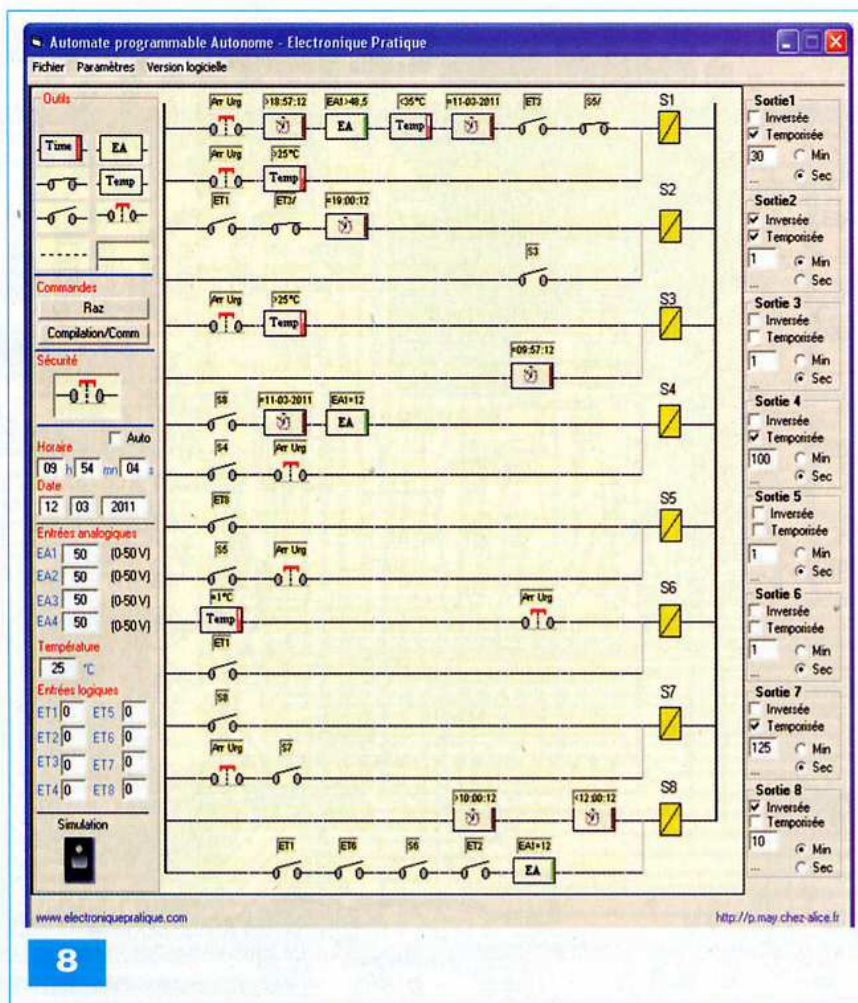 Automate programmable Autonome - Electronique Pratique
Fichier Paramètres Version logicielle
Outils
Time EA
Temp
Commandes
Raz
Compilation/Comm
Sécurité
Auto
Horaire
09 h 54 mn 04 s
Date
12 03 2011
Entrées analogiques
EA1 50 (0-50 V)
EA2 50 (0-50 V)
EA3 50 (0-50 V)
EA4 50 (0-50 V)
Température
25 °C
Entrées logiques
ET1 0 ET5 0
ET2 0 ET6 0
ET3 0 ET7 0
ET4 0 ET8 0
Simulation
Arr Urg >18:57:12 EA1>48,5 <35°C =11-03-2011 ET3 S5/ S1
EA Temp
Arr Urg >25°C
Temp
S2
ET1 ET3/ =19:00:12
S3
Arr Urg >25°C S3
Temp
=09:57:12
S4
S8 =11-03-2011 EA1=12
EA
S4 Arr Urg
ET8 S5
S5 Arr Urg
=1°C Arr Urg S6
Temp
ET1
S8 S7
Arr Urg S7
>10:00:12 <12:00:12 S8
ET1 ET6 S6 ET2 EA1=12
EA
Sortie1
Inversée
Temporisée
30 Min
... Sec
Sortie2
Inversée
Temporisée
1 Min
... Sec
Sortie 3
Inversée
Temporisée
1 Min
... Sec
Sortie 4
Inversée
Temporisée
100 Min
... Sec
Sortie 5
Inversée
Temporisée
1 Min
... Sec
Sortie 6
Inversée
Temporisée
1 Min
... Sec
Sortie 7
Inversée
Temporisée
125 Min
... Sec
Sortie 8
Inversée
Temporisée
10 Min
... Sec
www.electroniquepratique.com http://p.may.chez-alice.fr
8